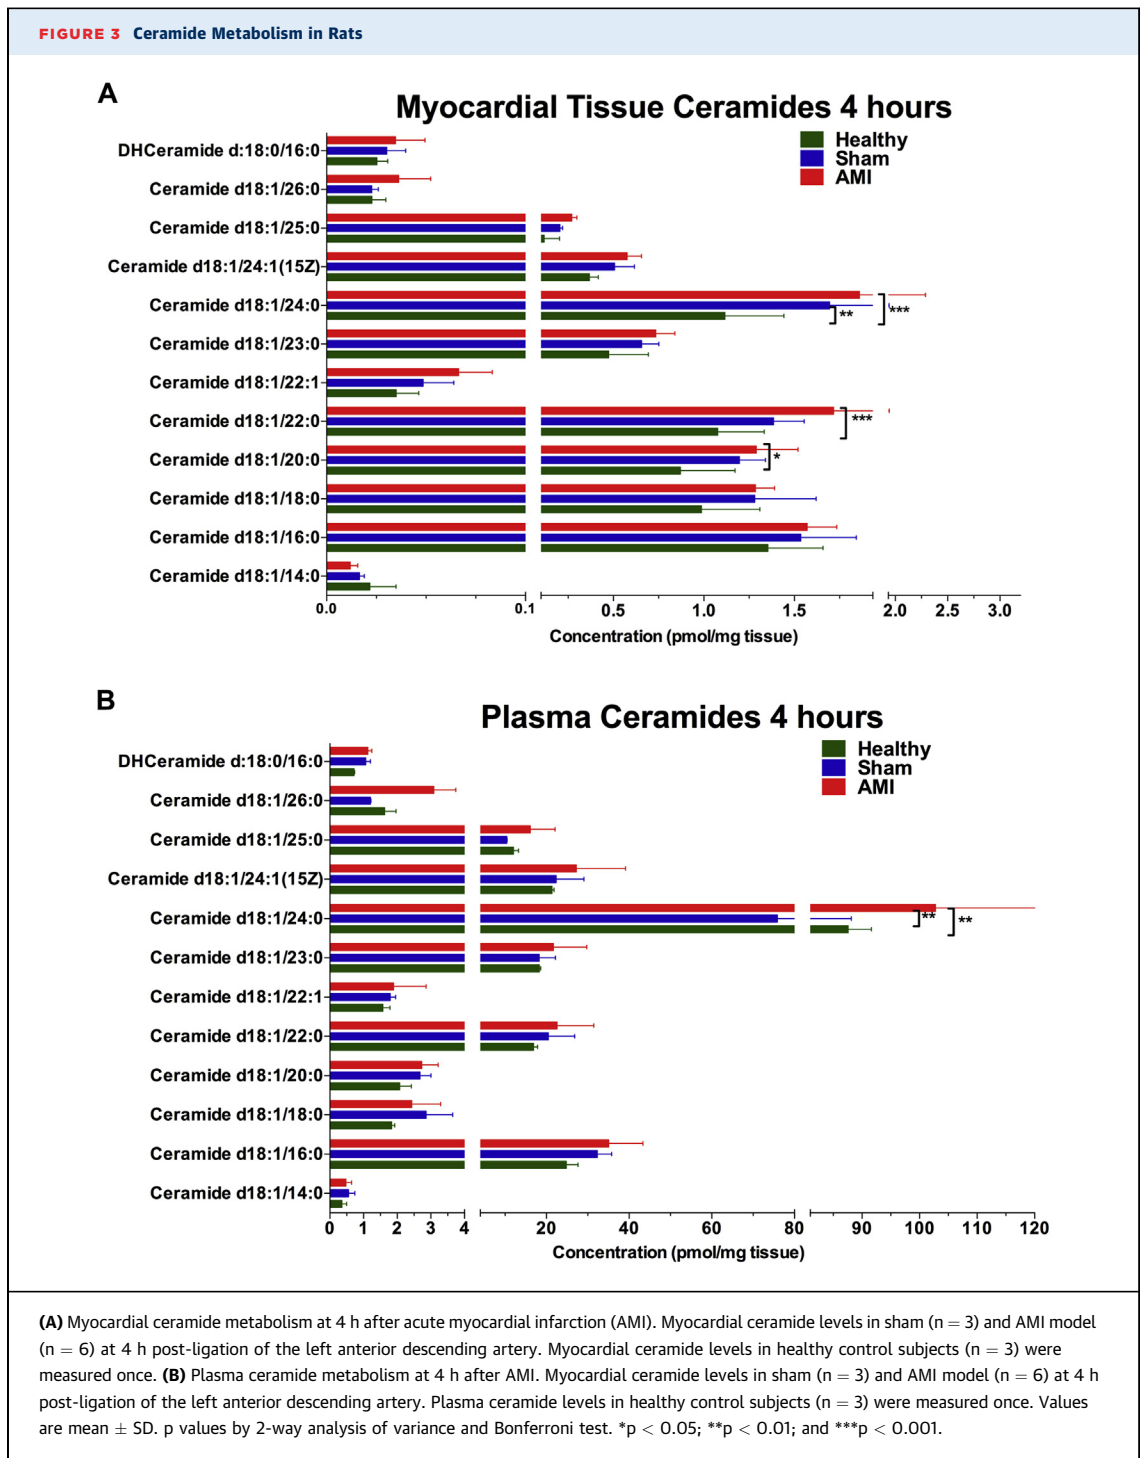 FIGURE 3 Ceramide Metabolism in Rats
A
Myocardial Tissue Ceramides 4 hours
Healthy
Sham
AMI
DHCeramide d:18:0/16:0
Ceramide d18:1/26:0
Ceramide d18:1/25:0
Ceramide d18:1/24:1(15Z)
Ceramide d18:1/24:0
** ***
Ceramide d18:1/23:0
Ceramide d18:1/22:1
Ceramide d18:1/22:0
***
Ceramide d18:1/20:0
*
Ceramide d18:1/18:0
Ceramide d18:1/16:0
Ceramide d18:1/14:0
0.0 0.1 0.5 1.0 1.5 2.0 2.5 3.0
Concentration (pmol/mg tissue)
B
Plasma Ceramides 4 hours
Healthy
Sham
AMI
DHCeramide d:18:0/16:0
Ceramide d18:1/26:0
Ceramide d18:1/25:0
Ceramide d18:1/24:1(15Z)
Ceramide d18:1/24:0
** **
Ceramide d18:1/23:0
Ceramide d18:1/22:1
Ceramide d18:1/22:0
Ceramide d18:1/20:0
Ceramide d18:1/18:0
Ceramide d18:1/16:0
Ceramide d18:1/14:0
0 1 2 3 4 20 40 60 80 90 100 110 120
Concentration (pmol/mg tissue)
(A) Myocardial ceramide metabolism at 4 h after acute myocardial infarction (AMI). Myocardial ceramide levels in sham (n = 3) and AMI model
(n = 6) at 4 h post-ligation of the left anterior descending artery. Myocardial ceramide levels in healthy control subjects (n = 3) were
measured once. (B) Plasma ceramide metabolism at 4 h after AMI. Myocardial ceramide levels in sham (n = 3) and AMI model (n = 6) at 4 h
post-ligation of the left anterior descending artery. Plasma ceramide levels in healthy control subjects (n = 3) were measured once. Values
are mean ± SD. p values by 2-way analysis of variance and Bonferroni test. *p < 0.05; **p < 0.01; and ***p < 0.001.